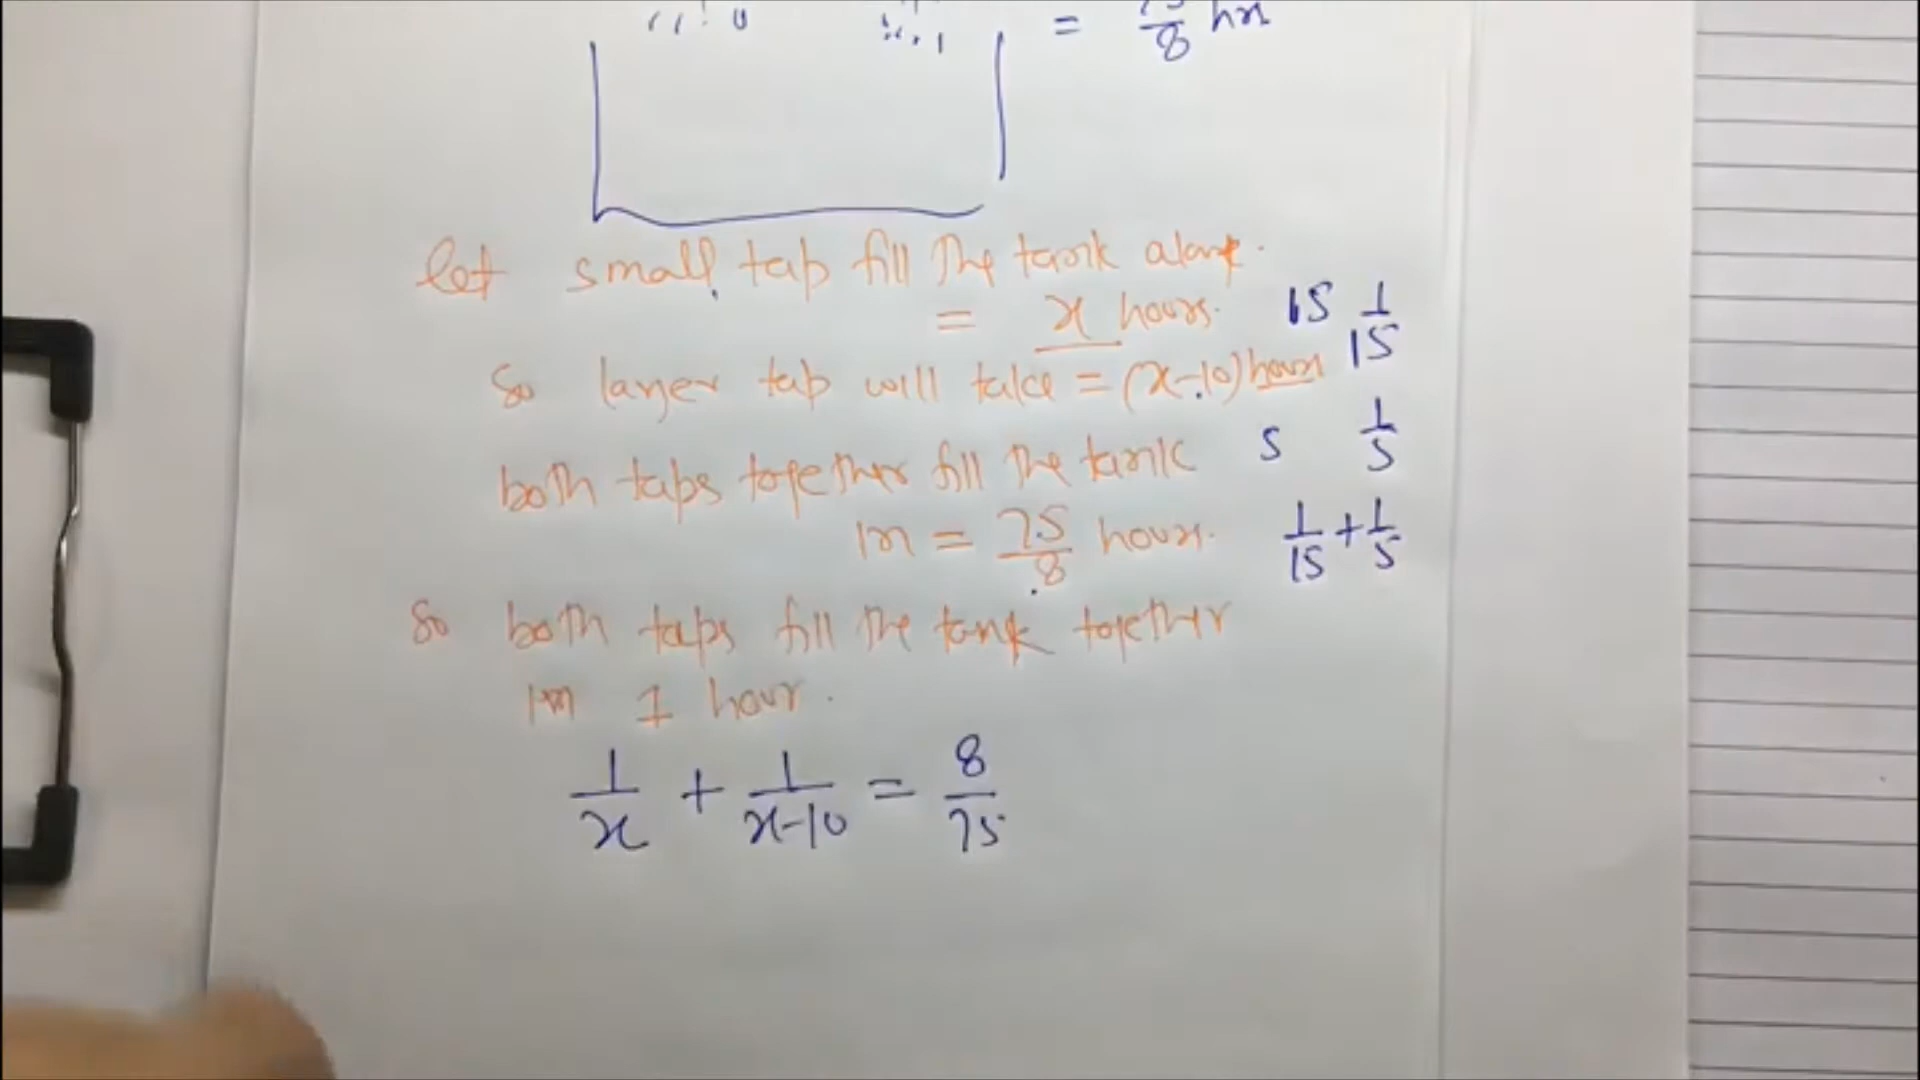 = 75/8 hr
let small tap fill the tank alone.
= x hours. 15 1/15
So larger tap will take = (x-10) hours
both taps together fill the tank 5 1/5
in = 75/8 hours. 1/15 + 1/5
So both taps fill the tank together
in 1 hour.
1/x + 1/x-10 = 8/75